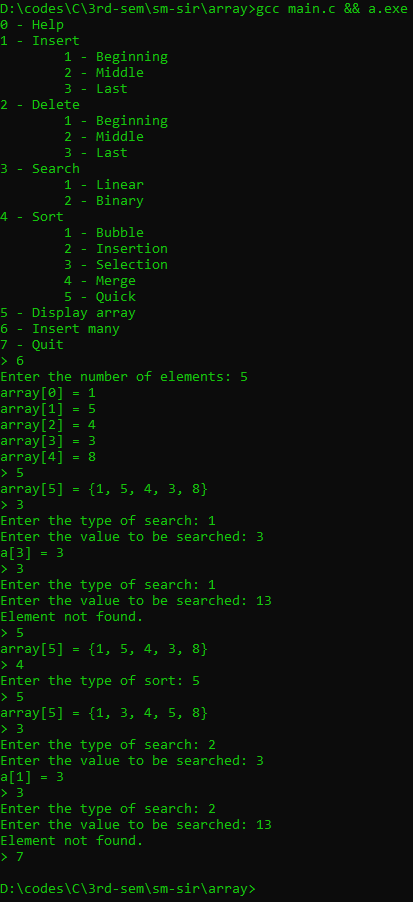 D:\codes\C\3rd-sem\sm-sir\array>gcc main.c && a.exe
0 - Help
1 - Insert
        1 - Beginning
        2 - Middle
        3 - Last
2 - Delete
        1 - Beginning
        2 - Middle
        3 - Last
3 - Search
        1 - Linear
        2 - Binary
4 - Sort
        1 - Bubble
        2 - Insertion
        3 - Selection
        4 - Merge
        5 - Quick
5 - Display array
6 - Insert many
7 - Quit
> 6
Enter the number of elements: 5
array[0] = 1
array[1] = 5
array[2] = 4
array[3] = 3
array[4] = 8
> 5
array[5] = {1, 5, 4, 3, 8}
> 3
Enter the type of search: 1
Enter the value to be searched: 3
a[3] = 3
> 3
Enter the type of search: 1
Enter the value to be searched: 13
Element not found.
> 5
array[5] = {1, 5, 4, 3, 8}
> 4
Enter the type of sort: 5
> 5
array[5] = {1, 3, 4, 5, 8}
> 3
Enter the type of search: 2
Enter the value to be searched: 3
a[1] = 3
> 3
Enter the type of search: 2
Enter the value to be searched: 13
Element not found.
> 7

D:\codes\C\3rd-sem\sm-sir\array>